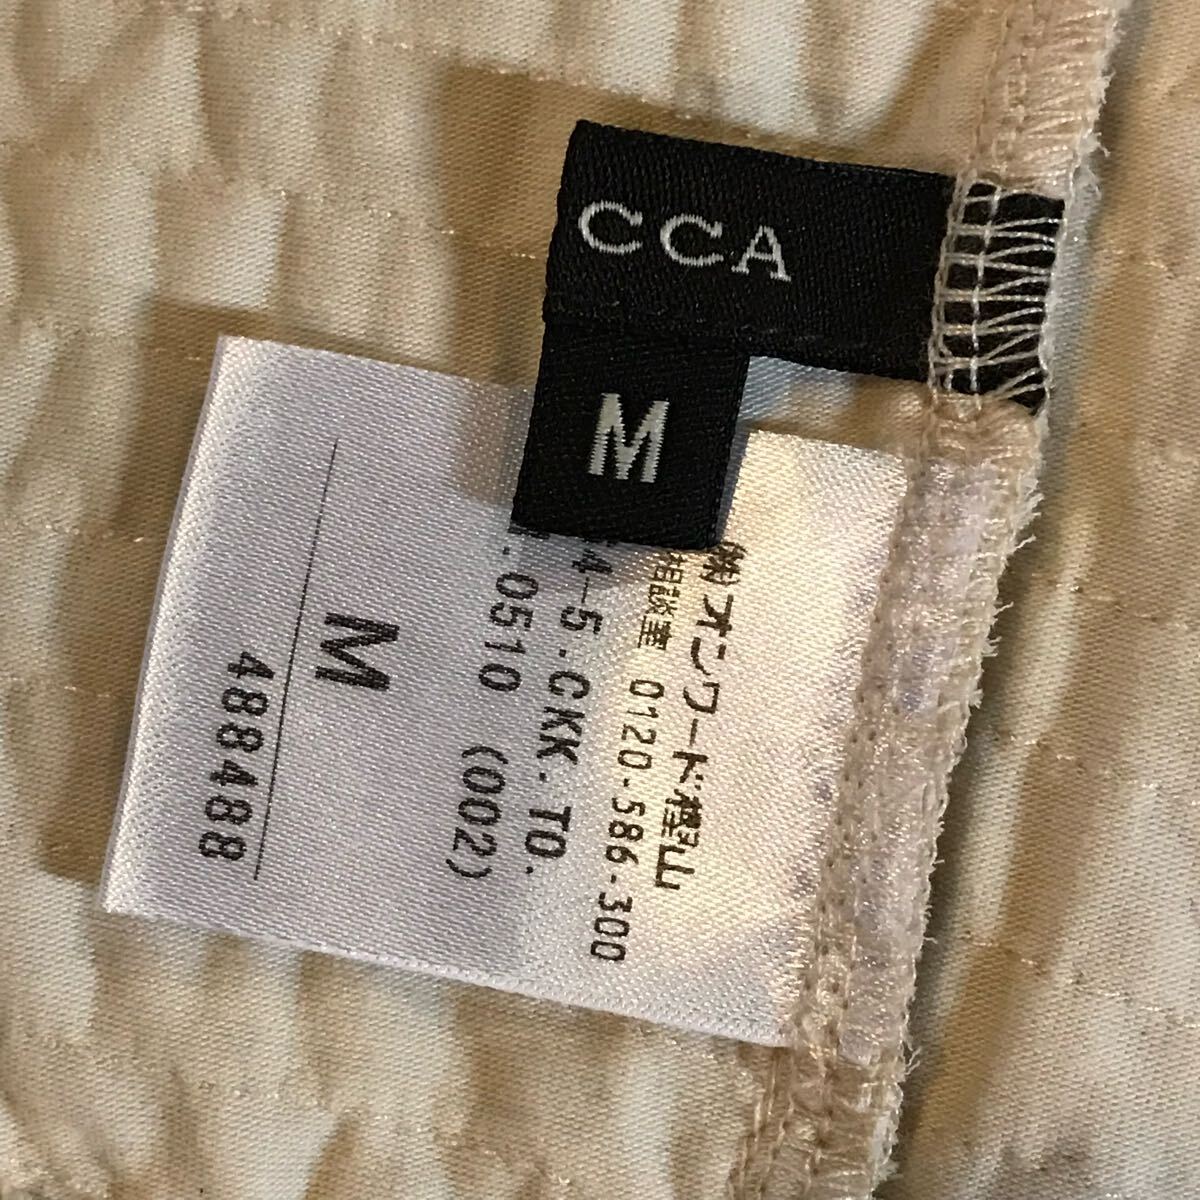 CCA
M
㈱オンワード樫山
相談室 0120-586-300
4-5.CKK.TO.
.0510 (002)
M
488488